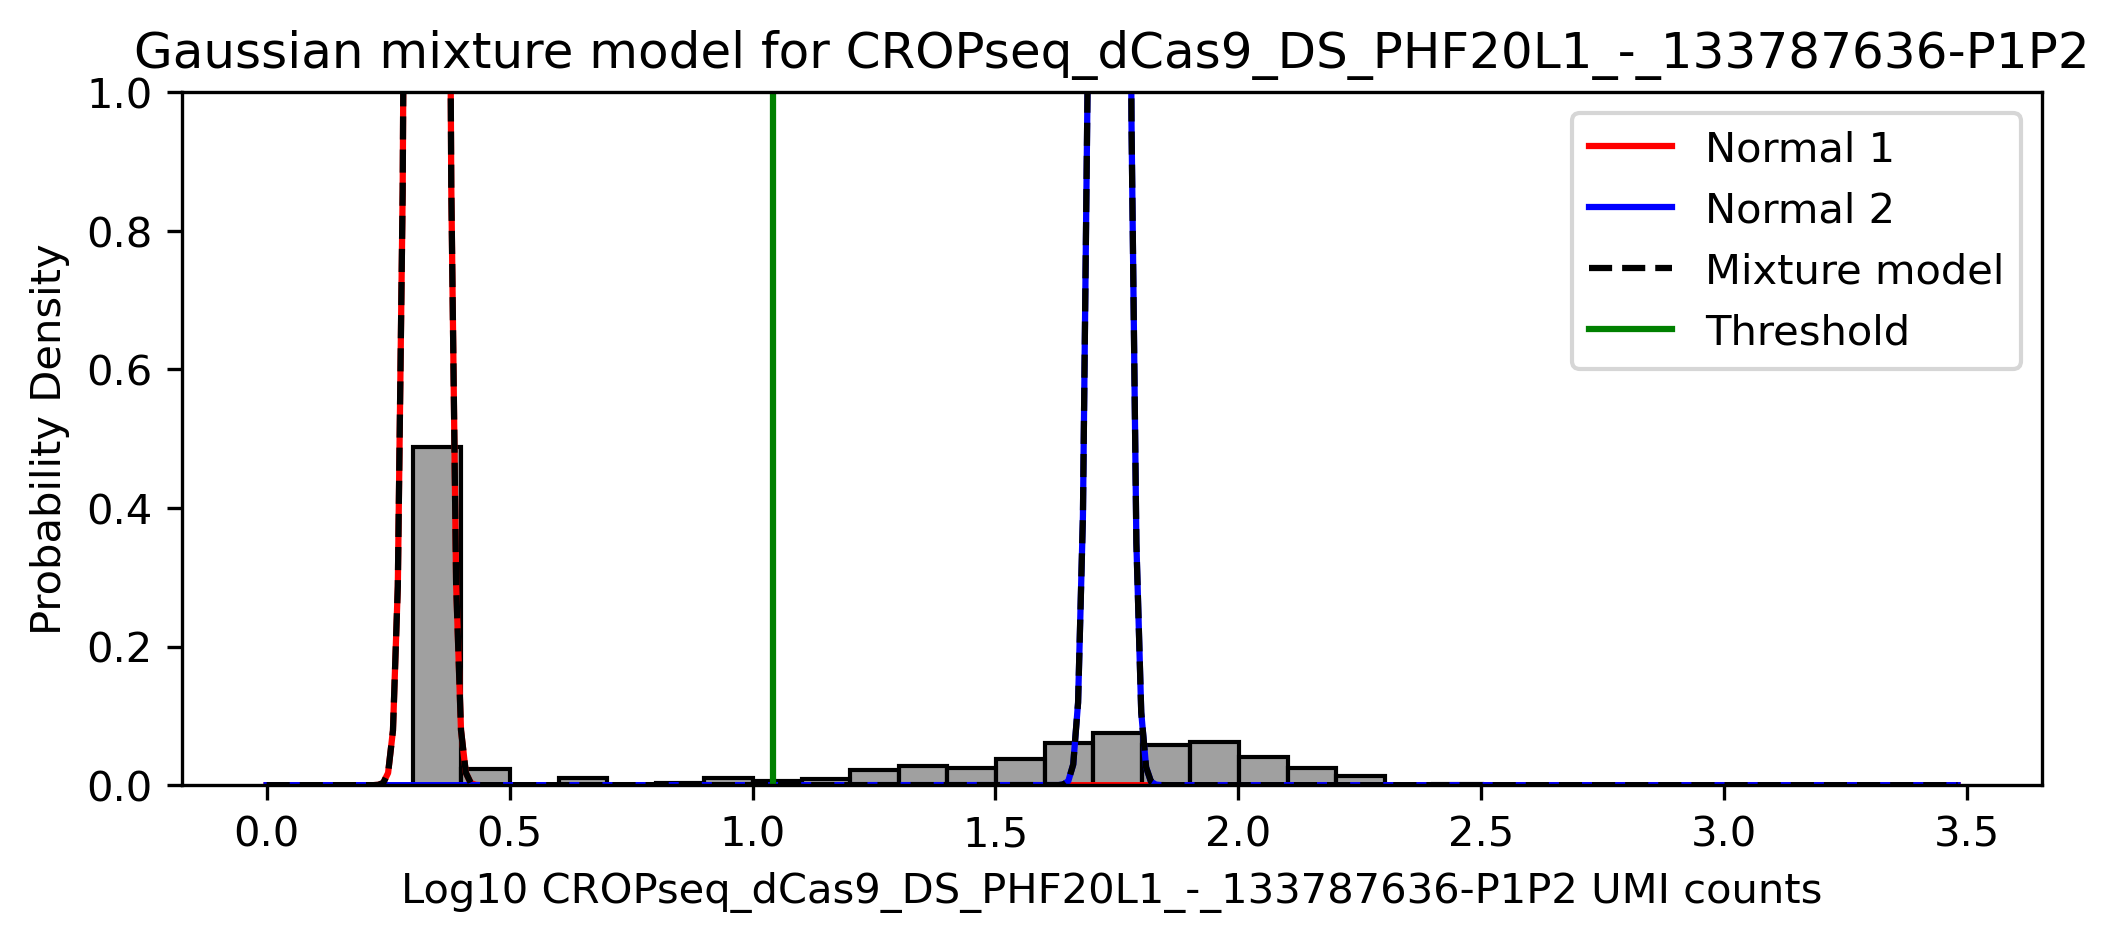 Gaussian mixture model for CROPseq_dCas9_DS_PHF20L1_-_133787636-P1P2
1.0
0.8
0.6
0.4
0.2
0.0
Probability Density
Normal 1
Normal 2
Mixture model
Threshold
0.0 0.5 1.0 1.5 2.0 2.5 3.0 3.5
Log10 CROPseq_dCas9_DS_PHF20L1_-_133787636-P1P2 UMI counts